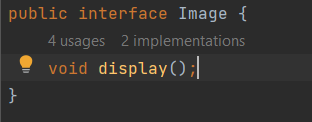 public interface Image {
4 usages 2 implementations
void display();
}